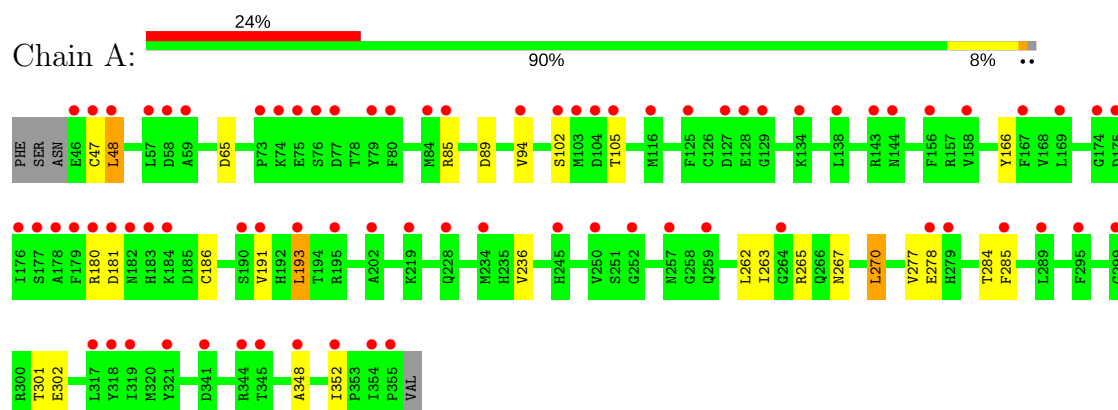 24%
Chain A:
90% 8% ••
PHE SER ASN E46 C47 L48 L57 D58 A59 D65 P73 K74 E75 S76 D77 T78 Y79 F80 M84 R85 D89 V94 S102 M103 D104 T105 M116 F125 C126 D127 E128 G129 K134 L138 R143 N144 F156 R157 V158 Y166 F167 V168 L169 G174 D175
I176 S177 A178 F179 R180 D181 N182 H183 K184 D185 C186 S190 V191 H192 L193 T194 R195 A202 K219 Q228 M234 H235 V236 H245 V250 S251 G252 N257 G258 Q259 L262 I263 G264 R265 Q266 N267 L270 V277 E278 H279 T284 F285 L289 F295 G299
R300 T301 E302 L317 Y318 I319 M320 Y321 D341 R344 T345 A348 I352 P353 I354 P355 VAL